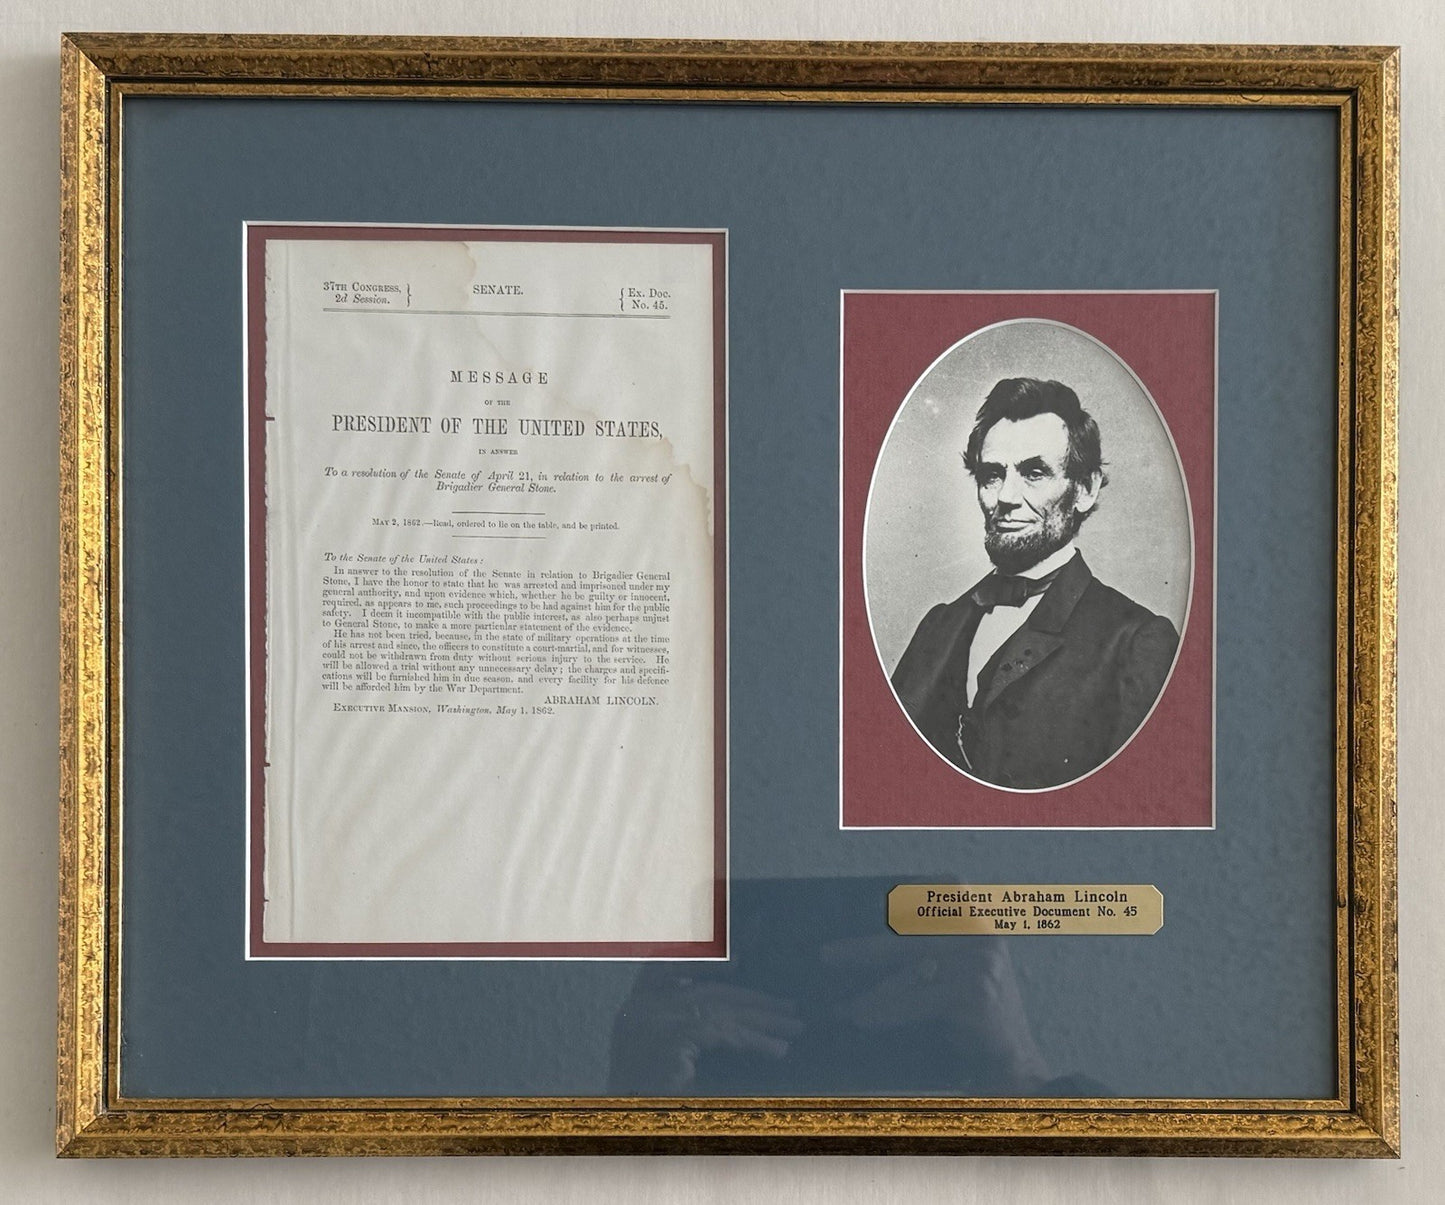 37TH CONGRESS, } SENATE. { Ex. Doc.
2d Session. } { No. 45.
MESSAGE
OF THE
PRESIDENT OF THE UNITED STATES,
IN ANSWER
To a resolution of the Senate of April 21, in relation to the arrest of
Brigadier General Stone.
MAY 2, 1862.—Read, ordered to lie on the table, and be printed.
To the Senate of the United States:
In answer to the resolution of the Senate in relation to Brigadier General
Stone, I have the honor to state that he was arrested and imprisoned under my
general authority, and upon evidence which, whether he be guilty or innocent,
required, as appears to me, such proceedings to be had against him for the public
safety. I deem it incompatible with the public interest, as also perhaps unjust
to General Stone, to make a more particular statement of the evidence.
He has not been tried, because, in the state of military operations at the time
of his arrest and since, the officers to constitute a court-martial, and for witnesses,
could not be withdrawn from duty without serious injury to the service. He
will be allowed a trial without any unnecessary delay; the charges and specifi-
cations will be furnished him in due season, and every facility for his defence
will be afforded him by the War Department.
ABRAHAM LINCOLN.
EXECUTIVE MANSION, Washington, May 1, 1862.
President Abraham Lincoln
Official Executive Document No. 45
May 1, 1862